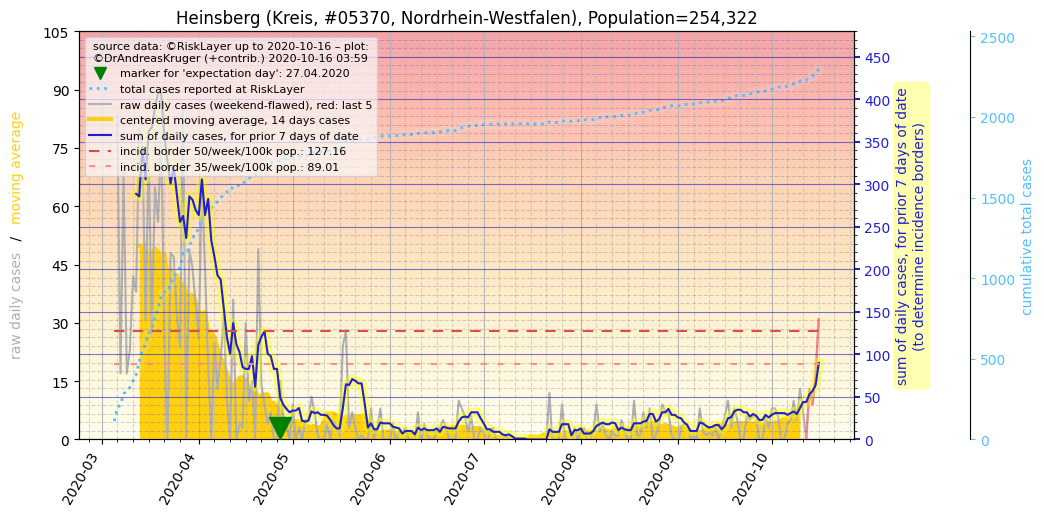 Heinsberg (Kreis, #05370, Nordrhein-Westfalen), Population=254,322
source data: ©RiskLayer up to 2020-10-16 – plot:
©DrAndreasKruger (+contrib.) 2020-10-16 03:59
marker for 'expectation day': 27.04.2020
total cases reported at RiskLayer
raw daily cases (weekend-flawed), red: last 5
centered moving average, 14 days cases
sum of daily cases, for prior 7 days of date
incid. border 50/week/100k pop.: 127.16
incid. border 35/week/100k pop.: 89.01
raw daily cases / moving average
105
90
75
60
45
30
15
0
2020-03
2020-04
2020-05
2020-06
2020-07
2020-08
2020-09
2020-10
450
400
350
300
250
200
150
100
50
0
sum of daily cases, for prior 7 days of date
(to determine incidence borders)
2500
2000
1500
1000
500
0
cumulative total cases